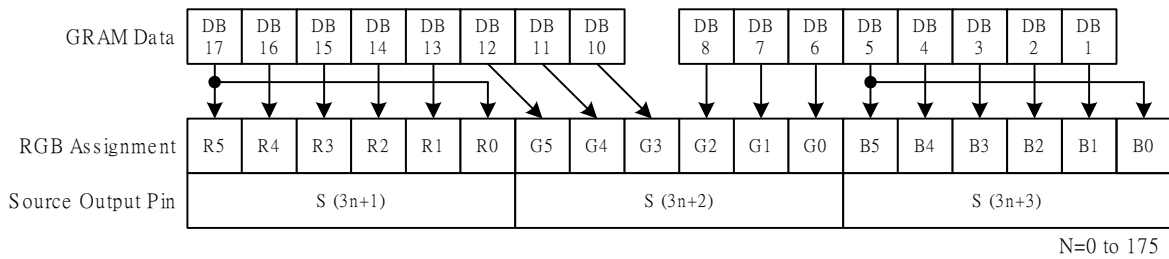 GRAM Data DB 17 DB 16 DB 15 DB 14 DB 13 DB 12 DB 11 DB 10 DB 8 DB 7 DB 6 DB 5 DB 4 DB 3 DB 2 DB 1
RGB Assignment R5 R4 R3 R2 R1 R0 G5 G4 G3 G2 G1 G0 B5 B4 B3 B2 B1 B0
Source Output Pin S (3n+1) S (3n+2) S (3n+3)
N=0 to 175